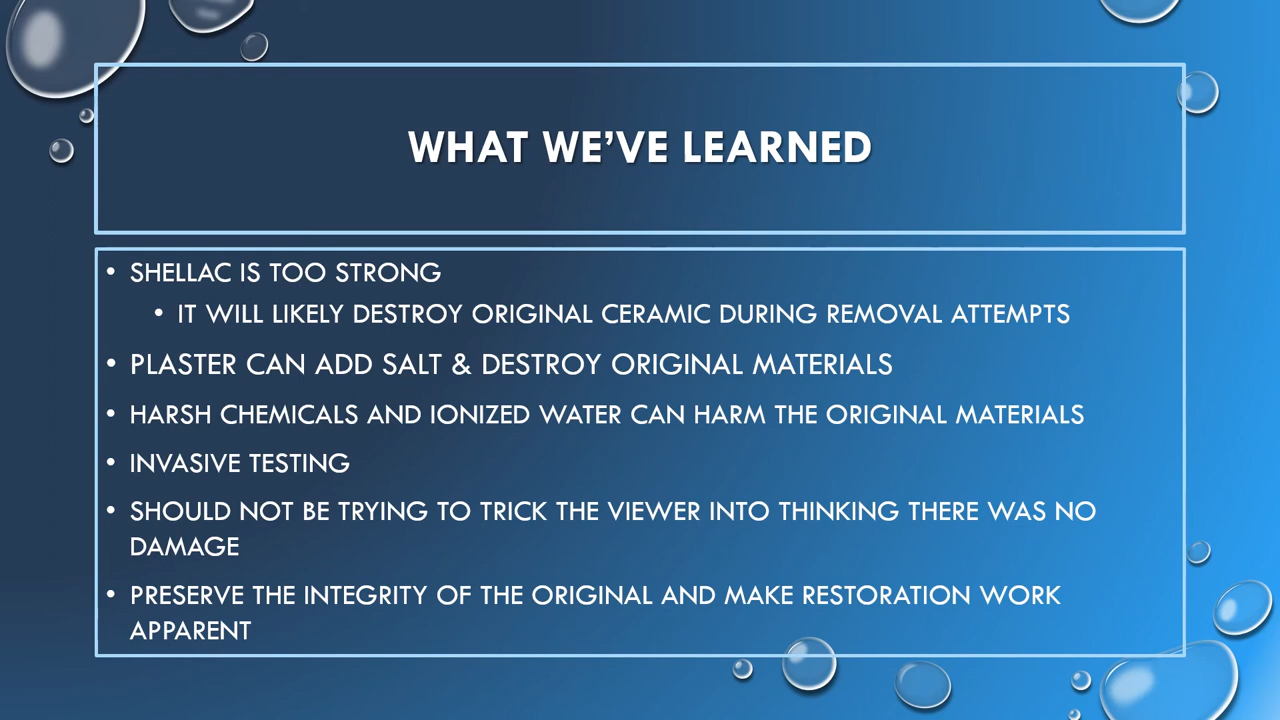 WHAT WE’VE LEARNED
• SHELLAC IS TOO STRONG
• IT WILL LIKELY DESTROY ORIGINAL CERAMIC DURING REMOVAL ATTEMPTS
• PLASTER CAN ADD SALT & DESTROY ORIGINAL MATERIALS
• HARSH CHEMICALS AND IONIZED WATER CAN HARM THE ORIGINAL MATERIALS
• INVASIVE TESTING
• SHOULD NOT BE TRYING TO TRICK THE VIEWER INTO THINKING THERE WAS NO
DAMAGE
• PRESERVE THE INTEGRITY OF THE ORIGINAL AND MAKE RESTORATION WORK
APPARENT